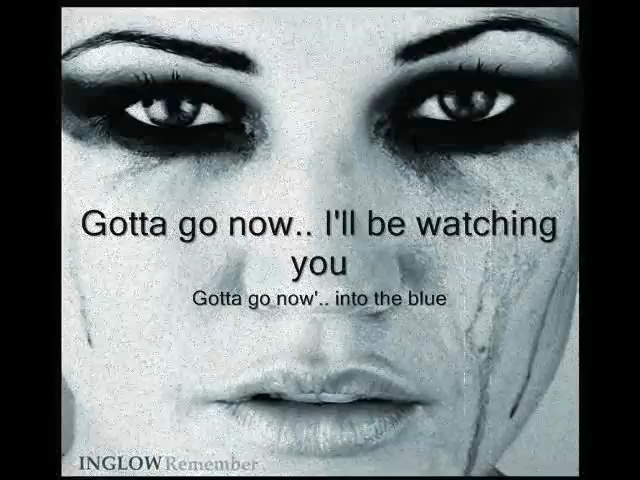 Gotta go now.. I'll be watching
you
Gotta go now'.. into the blue
INGLOW Remember